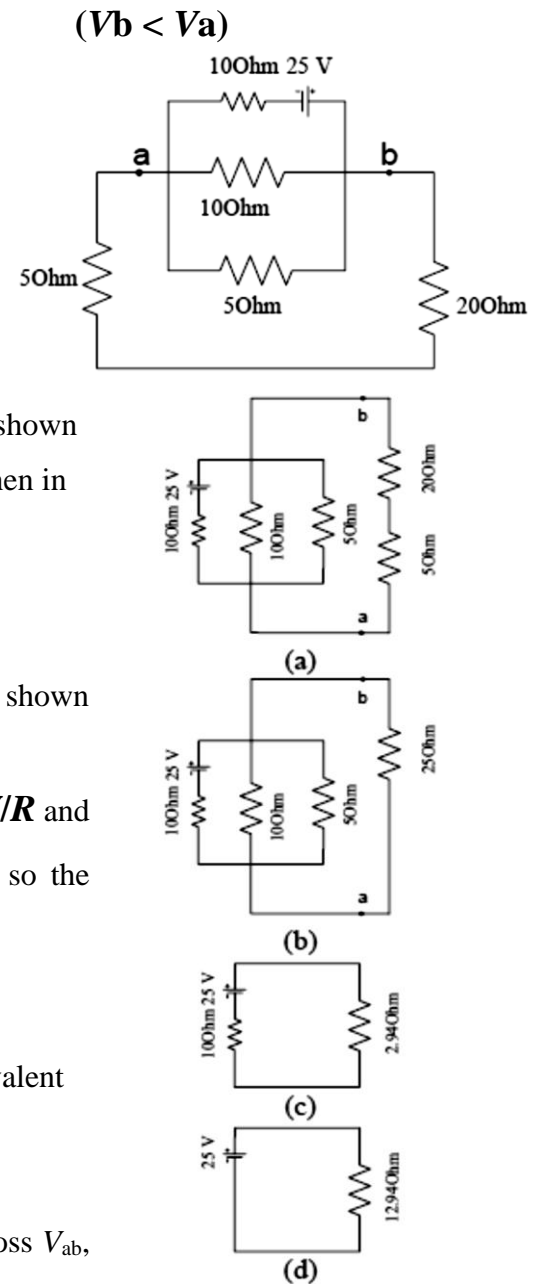 (Vb < Va)
10Ohm 25 V
a
b
10Ohm
5Ohm
5Ohm
20Ohm
shown
b
hen in
10Ohm 25 V
10Ohm
5Ohm
20Ohm
5Ohm
a
(a)
shown
b
10Ohm 25 V
10Ohm
5Ohm
25Ohm
/R and
so the
a
(b)
10Ohm 25 V
2.94Ohm
valent
(c)
25 V
12.94Ohm
oss Vab,
(d)